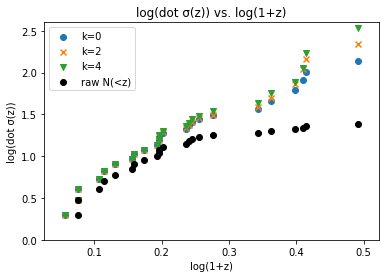 log(dot σ(z)) vs. log(1+z)
k=0
k=2
k=4
raw N(<z)
log(dot σ(z))
2.5
2.0
1.5
1.0
0.5
0.0
0.1 0.2 0.3 0.4 0.5
log(1+z)